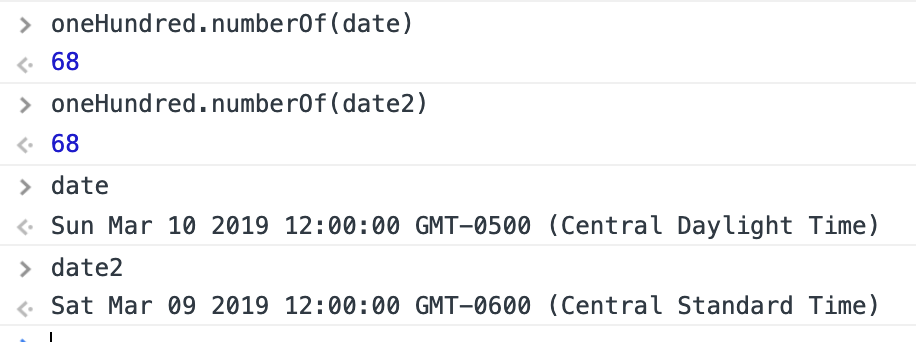 > oneHundred.numberOf(date)
68
> oneHundred.numberOf(date2)
68
> date
Sun Mar 10 2019 12:00:00 GMT-0500 (Central Daylight Time)
> date2
Sat Mar 09 2019 12:00:00 GMT-0600 (Central Standard Time)